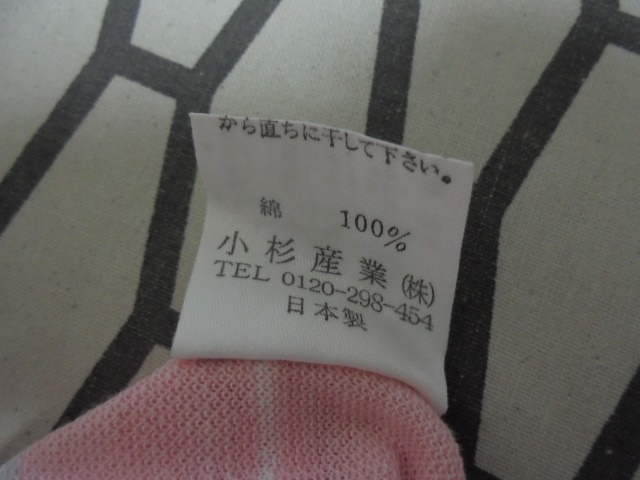 から直ちに干して下さい。
綿 100%
小杉産業(株)
TEL 0120-298-454
日本製